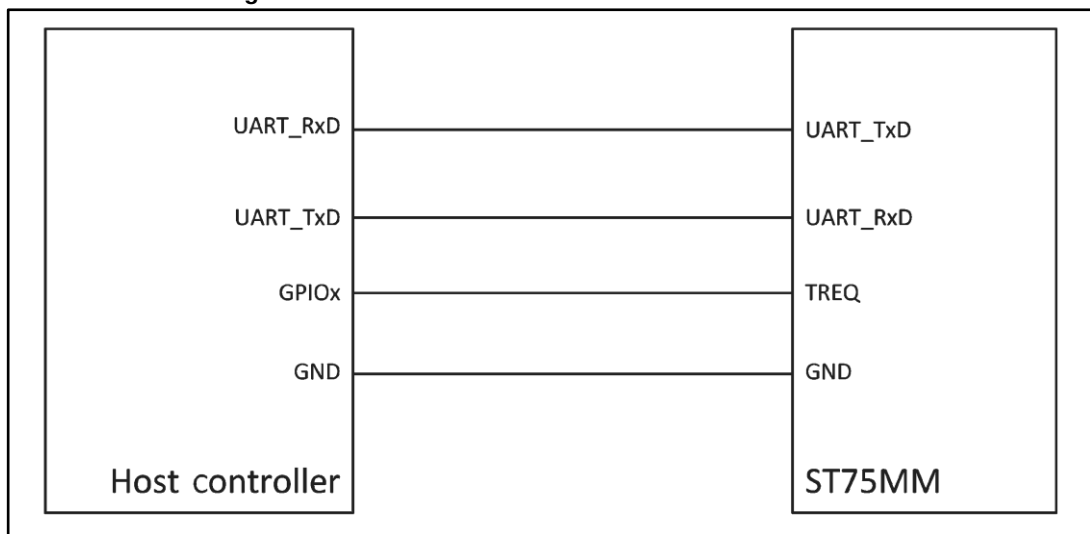 UART_RxD
UART_TxD
UART_TxD
UART_RxD
GPIOx
TREQ
GND
GND
Host controller
ST75MM